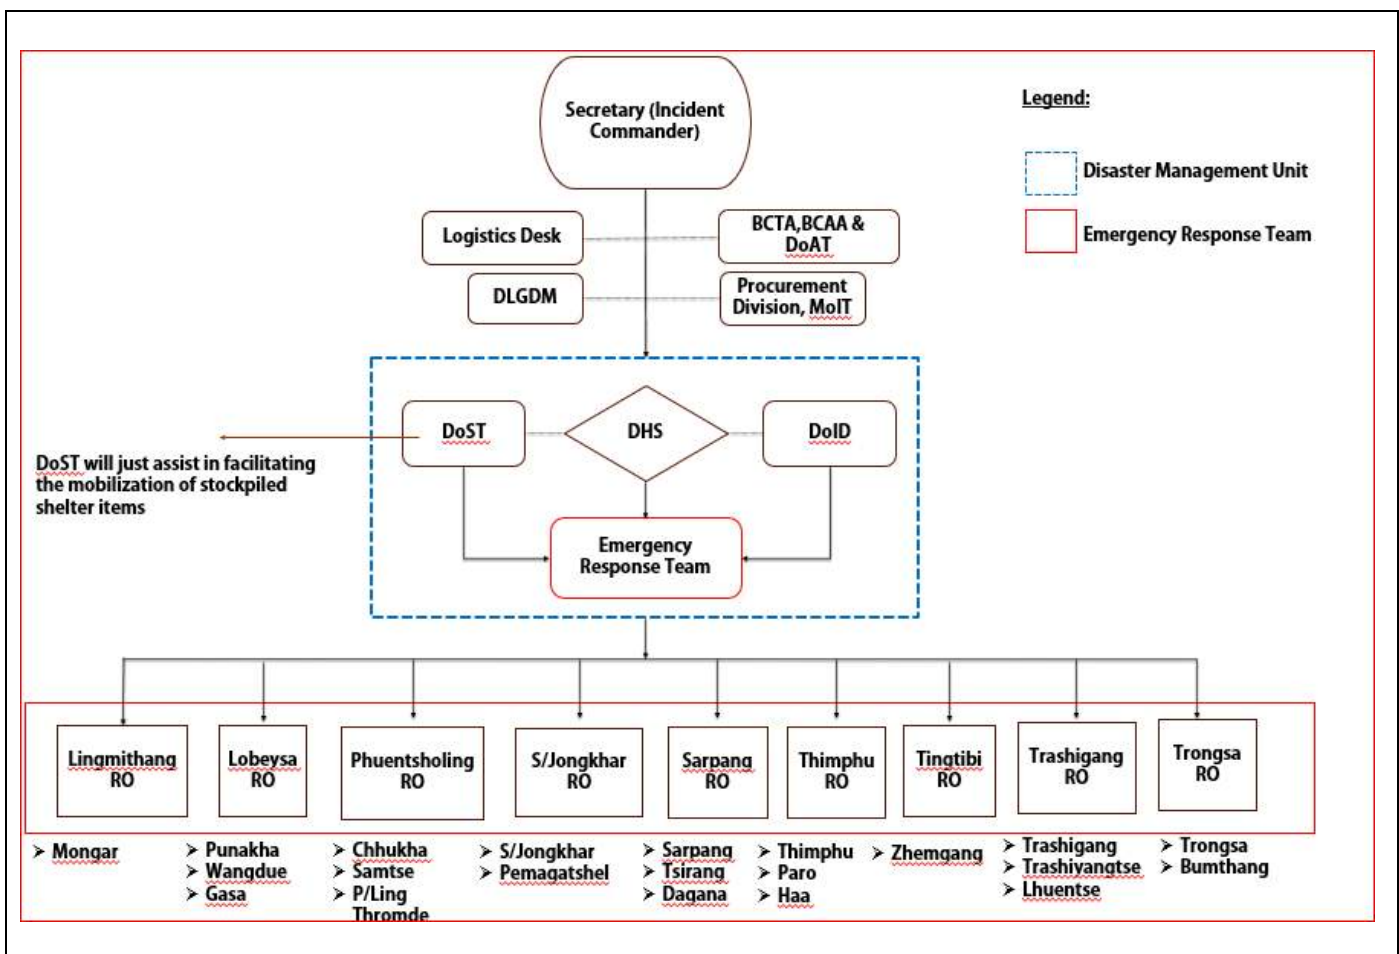 Secretary (Incident
Commander)
Legend:
Disaster Management Unit
Emergency Response Team
Logistics Desk
BCTA,BCAA &
DoAT
DLGDM
Procurement
Division, MoIT
DoST
DHS
DoID
DoST will just assist in facilitating
the mobilization of stockpiled
shelter items
Emergency
Response Team
Lingmithang
RO
Lobeysa
RO
Phuentsholing
RO
S/Jongkhar
RO
Sarpang
RO
Thimphu
RO
Tingtibi
RO
Trashigang
RO
Trongsa
RO
➢ Mongar
➢ Punakha
➢ Wangdue
➢ Gasa
➢ Chhukha
➢ Samtse
➢ P/Ling
Thromde
➢ S/Jongkhar
➢ Pemagatshel
➢ Sarpang
➢ Tsirang
➢ Dagana
➢ Thimphu
➢ Paro
➢ Haa
➢ Zhemgang
➢ Trashigang
➢ Trashiyangtse
➢ Lhuentse
➢ Trongsa
➢ Bumthang